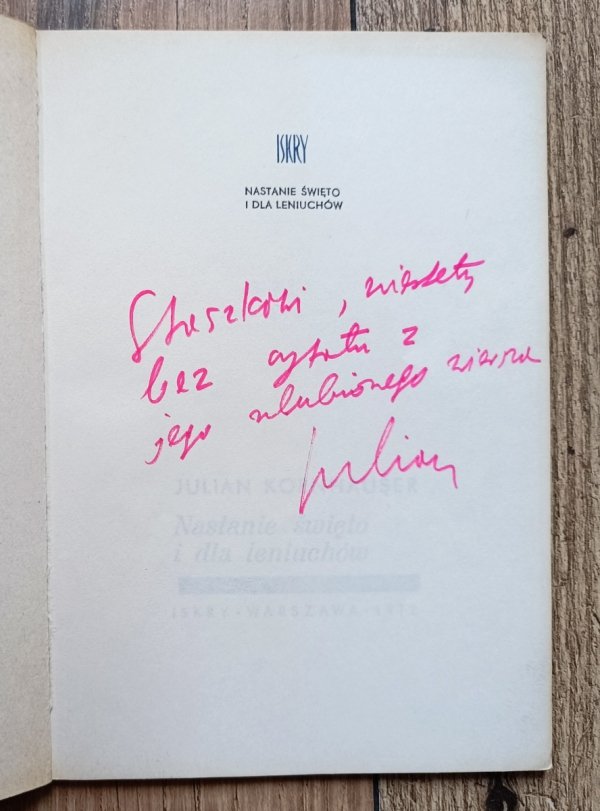 ISKRY
NASTANIE ŚWIĘTO
I DLA LENIUCHÓW
Staszkowi, niestety
bez cytatu z
jego ulubionego wiersza
Julian
JULIAN KORNHAUSER
Nastanie święto
i dla leniuchów
ISKRY · WARSZAWA · 1972